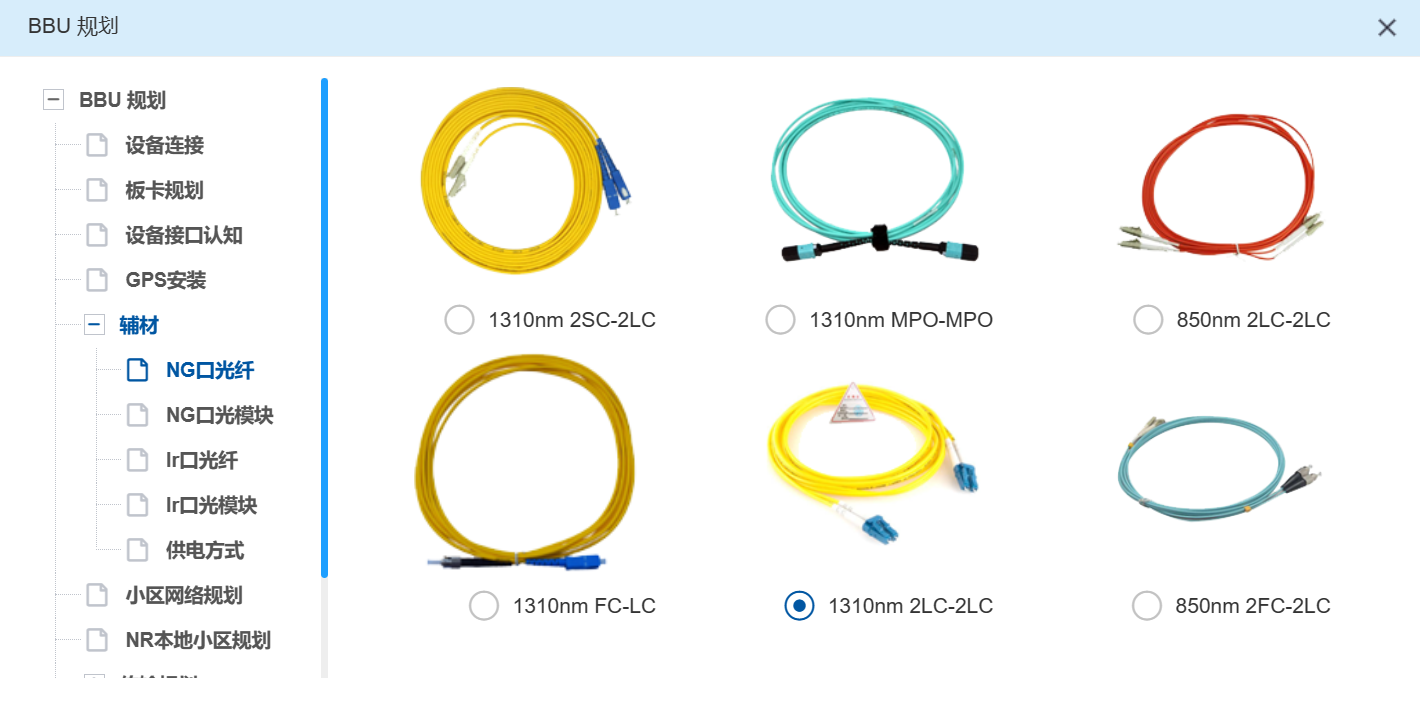 BBU 规划
BBU 规划
设备连接
板卡规划
设备接口认知
GPS安装
辅材
NG口光纤
NG口光模块
Ir口光纤
Ir口光模块
供电方式
小区网络规划
NR本地小区规划
1310nm 2SC-2LC
1310nm MPO-MPO
850nm 2LC-2LC
1310nm FC-LC
1310nm 2LC-2LC
850nm 2FC-2LC